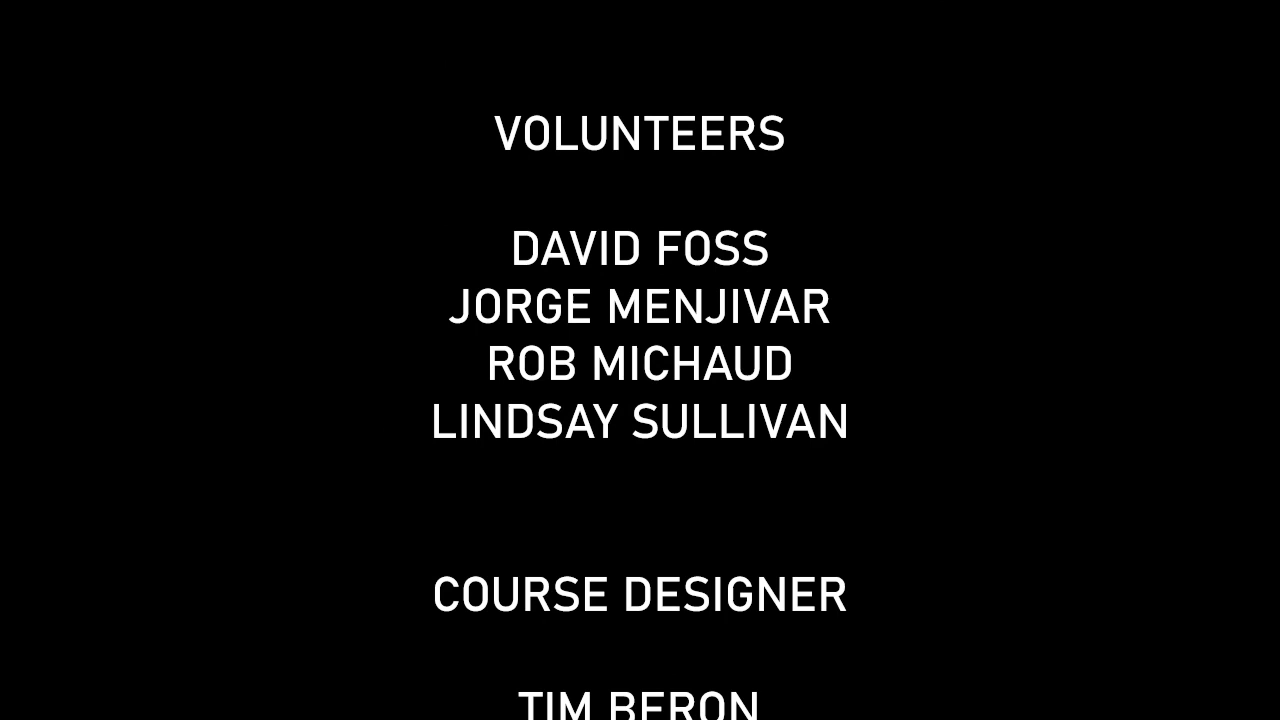 VOLUNTEERS
DAVID FOSS
JORGE MENJIVAR
ROB MICHAUD
LINDSAY SULLIVAN
COURSE DESIGNER
TIM BERON